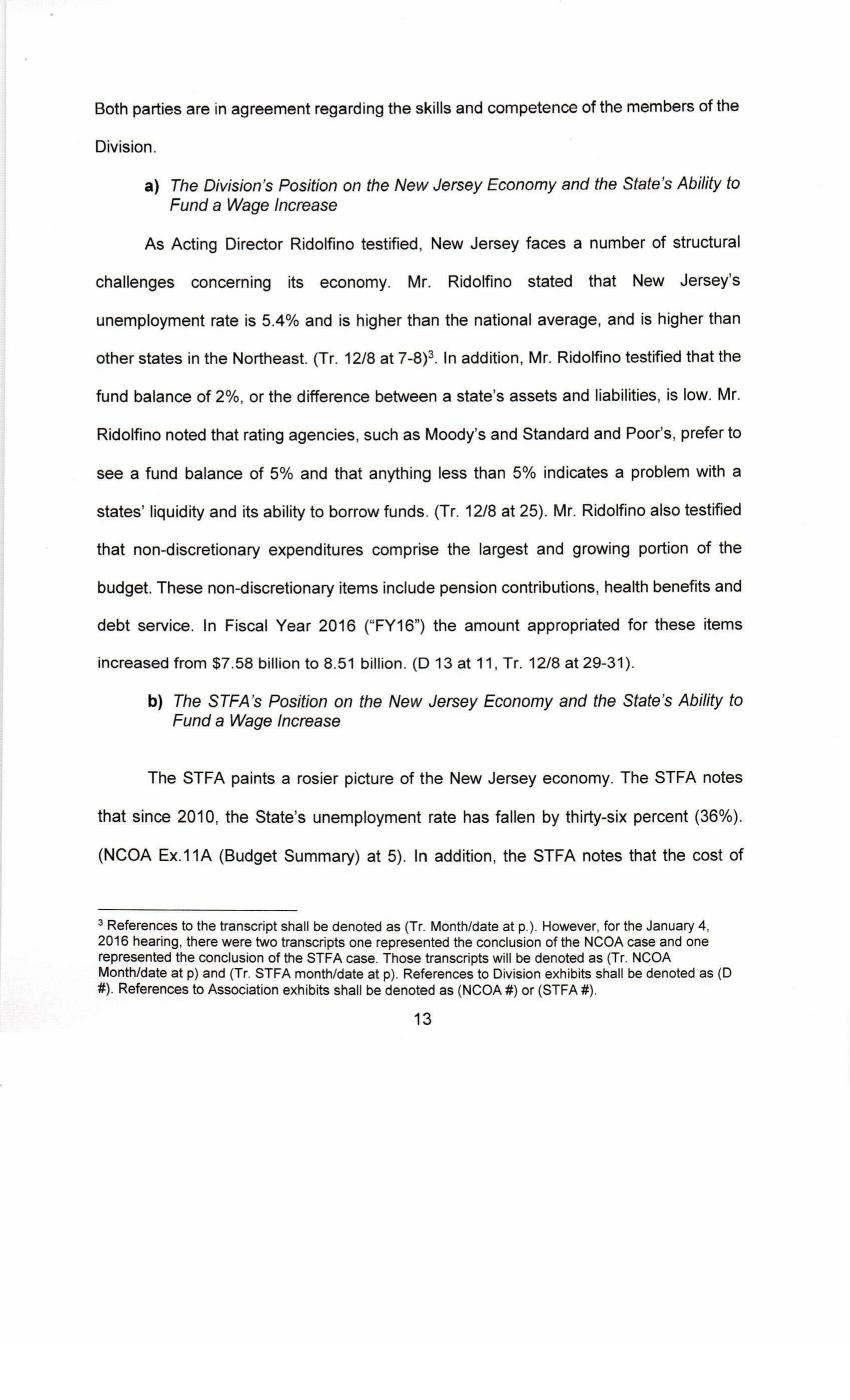 Both parties are in agreement regarding the skills and competence of the members of the
Division.
a) The Division's Position on the New Jersey Economy and the State's Ability to
Fund a Wage Increase
As Acting Director Ridolfino testified, New Jersey faces a number of structural
challenges concerning its economy. Mr. Ridolfino stated that New Jersey's
unemployment rate is 5.4% and is higher than the national average, and is higher than
other states in the Northeast. (Tr. 12/8 at 7-8)³. In addition, Mr. Ridolfino testified that the
fund balance of 2%, or the difference between a state's assets and liabilities, is low. Mr.
Ridolfino noted that rating agencies, such as Moody's and Standard and Poor's, prefer to
see a fund balance of 5% and that anything less than 5% indicates a problem with a
states' liquidity and its ability to borrow funds. (Tr. 12/8 at 25). Mr. Ridolfino also testified
that non-discretionary expenditures comprise the largest and growing portion of the
budget. These non-discretionary items include pension contributions, health benefits and
debt service. In Fiscal Year 2016 ("FY16") the amount appropriated for these items
increased from $7.58 billion to 8.51 billion. (D 13 at 11, Tr. 12/8 at 29-31).
b) The STFA's Position on the New Jersey Economy and the State's Ability to
Fund a Wage Increase
The STFA paints a rosier picture of the New Jersey economy. The STFA notes
that since 2010, the State's unemployment rate has fallen by thirty-six percent (36%).
(NCOA Ex.11A (Budget Summary) at 5). In addition, the STFA notes that the cost of
³ References to the transcript shall be denoted as (Tr. Month/date at p.). However, for the January 4,
2016 hearing, there were two transcripts one represented the conclusion of the NCOA case and one
represented the conclusion of the STFA case. Those transcripts will be denoted as (Tr. NCOA
Month/date at p) and (Tr. STFA month/date at p). References to Division exhibits shall be denoted as (D
#). References to Association exhibits shall be denoted as (NCOA #) or (STFA #).
13